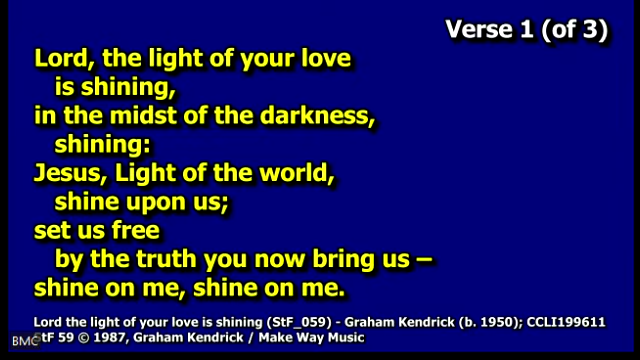 Verse 1 (of 3)
Lord, the light of your love
is shining,
in the midst of the darkness,
shining:
Jesus, Light of the world,
shine upon us;
set us free
by the truth you now bring us –
shine on me, shine on me.
Lord the light of your love is shining (StF_059) - Graham Kendrick (b. 1950); CCLI199611
StF 59 © 1987, Graham Kendrick / Make Way Music
BMC